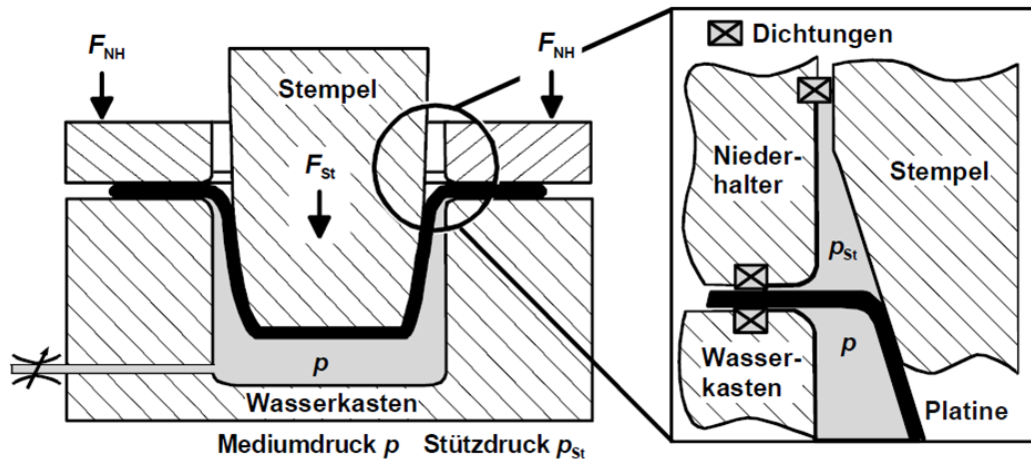 F_NH
F_NH
Stempel
F_St
p
Wasserkasten
Mediumdruck p Stützdruck p_St
Dichtungen
Nieder-
halter
Stempel
p_St
p
Wasser-
kasten
Platine